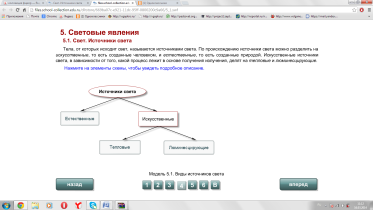 5. Световые явления
5.1. Свет. Источники света
Тела, от которых исходит свет, называются источниками света. По происхождению источники света можно разделить на
искусственные, то есть созданные человеком, и естественные, то есть созданные природой. Искусственные источники
света, в зависимости от того, какой процесс лежит в основе получения излучения, делят на тепловые и люминесцирующие.
Нажмите на элементы схемы, чтобы увидеть подробное описание.
Источники света
Естественные
Искусственные
Тепловые
Люминесцирующие
Модель 5.1. Виды источников света
назад
1 2 3 4 5 6 В
вперед